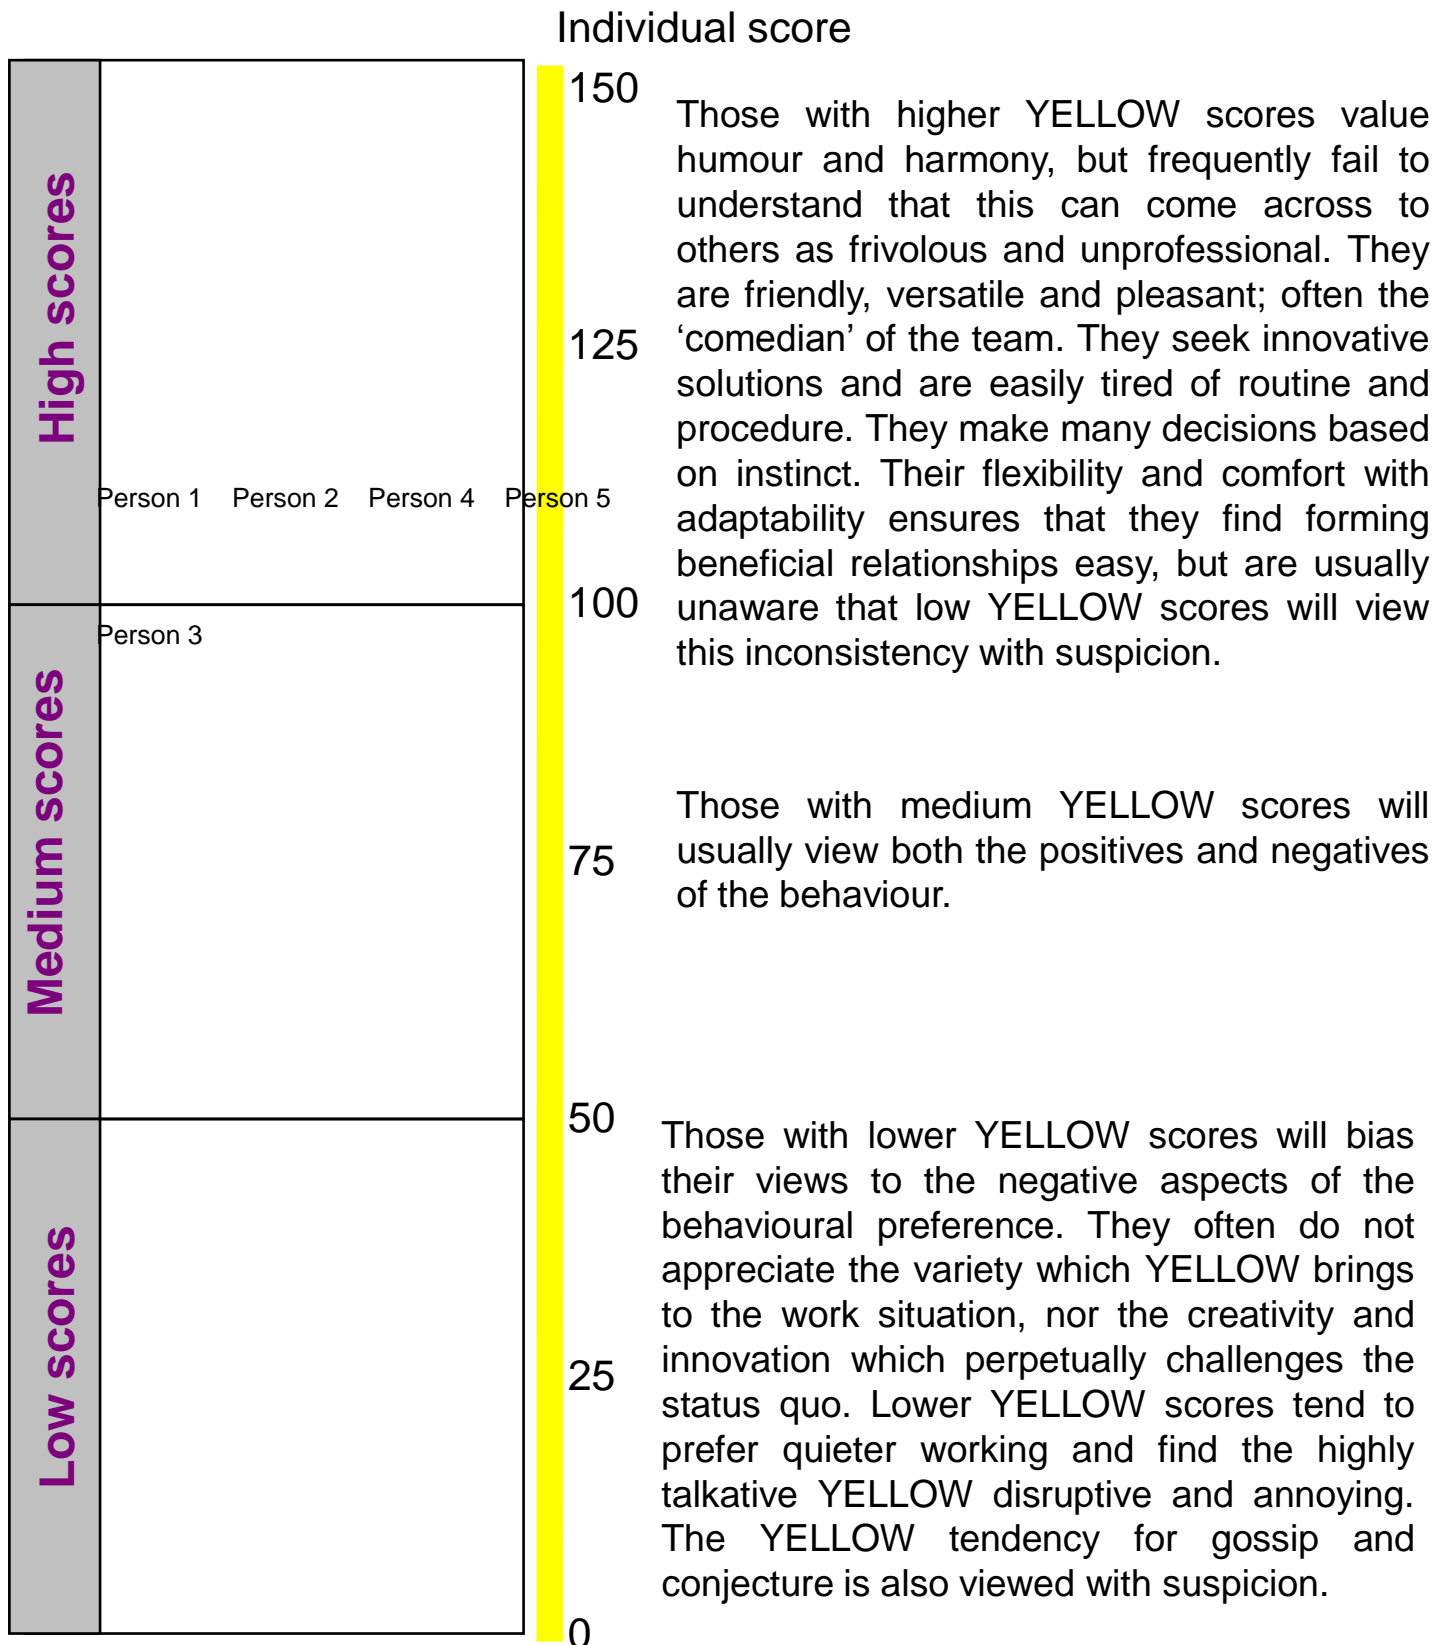 Individual score
High scores
Medium scores
Low scores
Person 1 Person 2 Person 4 Person 5
Person 3
150
125
100
75
50
25
0
Those with higher YELLOW scores value
humour and harmony, but frequently fail to
understand that this can come across to
others as frivolous and unprofessional. They
are friendly, versatile and pleasant; often the
‘comedian’ of the team. They seek innovative
solutions and are easily tired of routine and
procedure. They make many decisions based
on instinct. Their flexibility and comfort with
adaptability ensures that they find forming
beneficial relationships easy, but are usually
unaware that low YELLOW scores will view
this inconsistency with suspicion.
Those with medium YELLOW scores will
usually view both the positives and negatives
of the behaviour.
Those with lower YELLOW scores will bias
their views to the negative aspects of the
behavioural preference. They often do not
appreciate the variety which YELLOW brings
to the work situation, nor the creativity and
innovation which perpetually challenges the
status quo. Lower YELLOW scores tend to
prefer quieter working and find the highly
talkative YELLOW disruptive and annoying.
The YELLOW tendency for gossip and
conjecture is also viewed with suspicion.